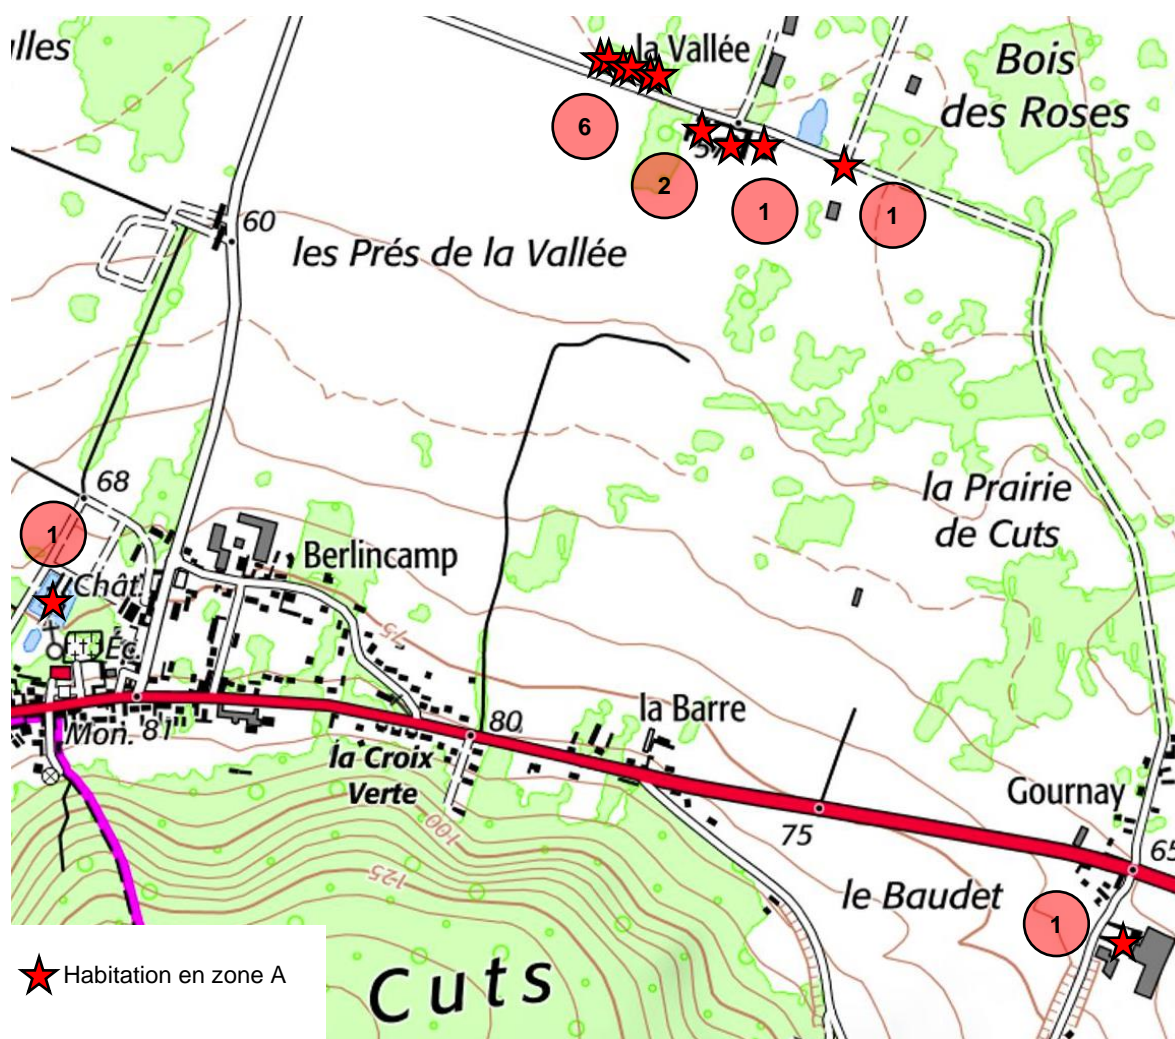 lles
la Vallée
Bois
des Roses
6
57
2
1
1
60
les Prés de la Vallée
68
la Prairie
de Cuts
1
Berlincamp
Chât.
75
Éc.
la Barre
80
Mon. 81
la Croix
Verte
Gournay
100
75
65
125
le Baudet
1
Cuts
Habitation en zone A